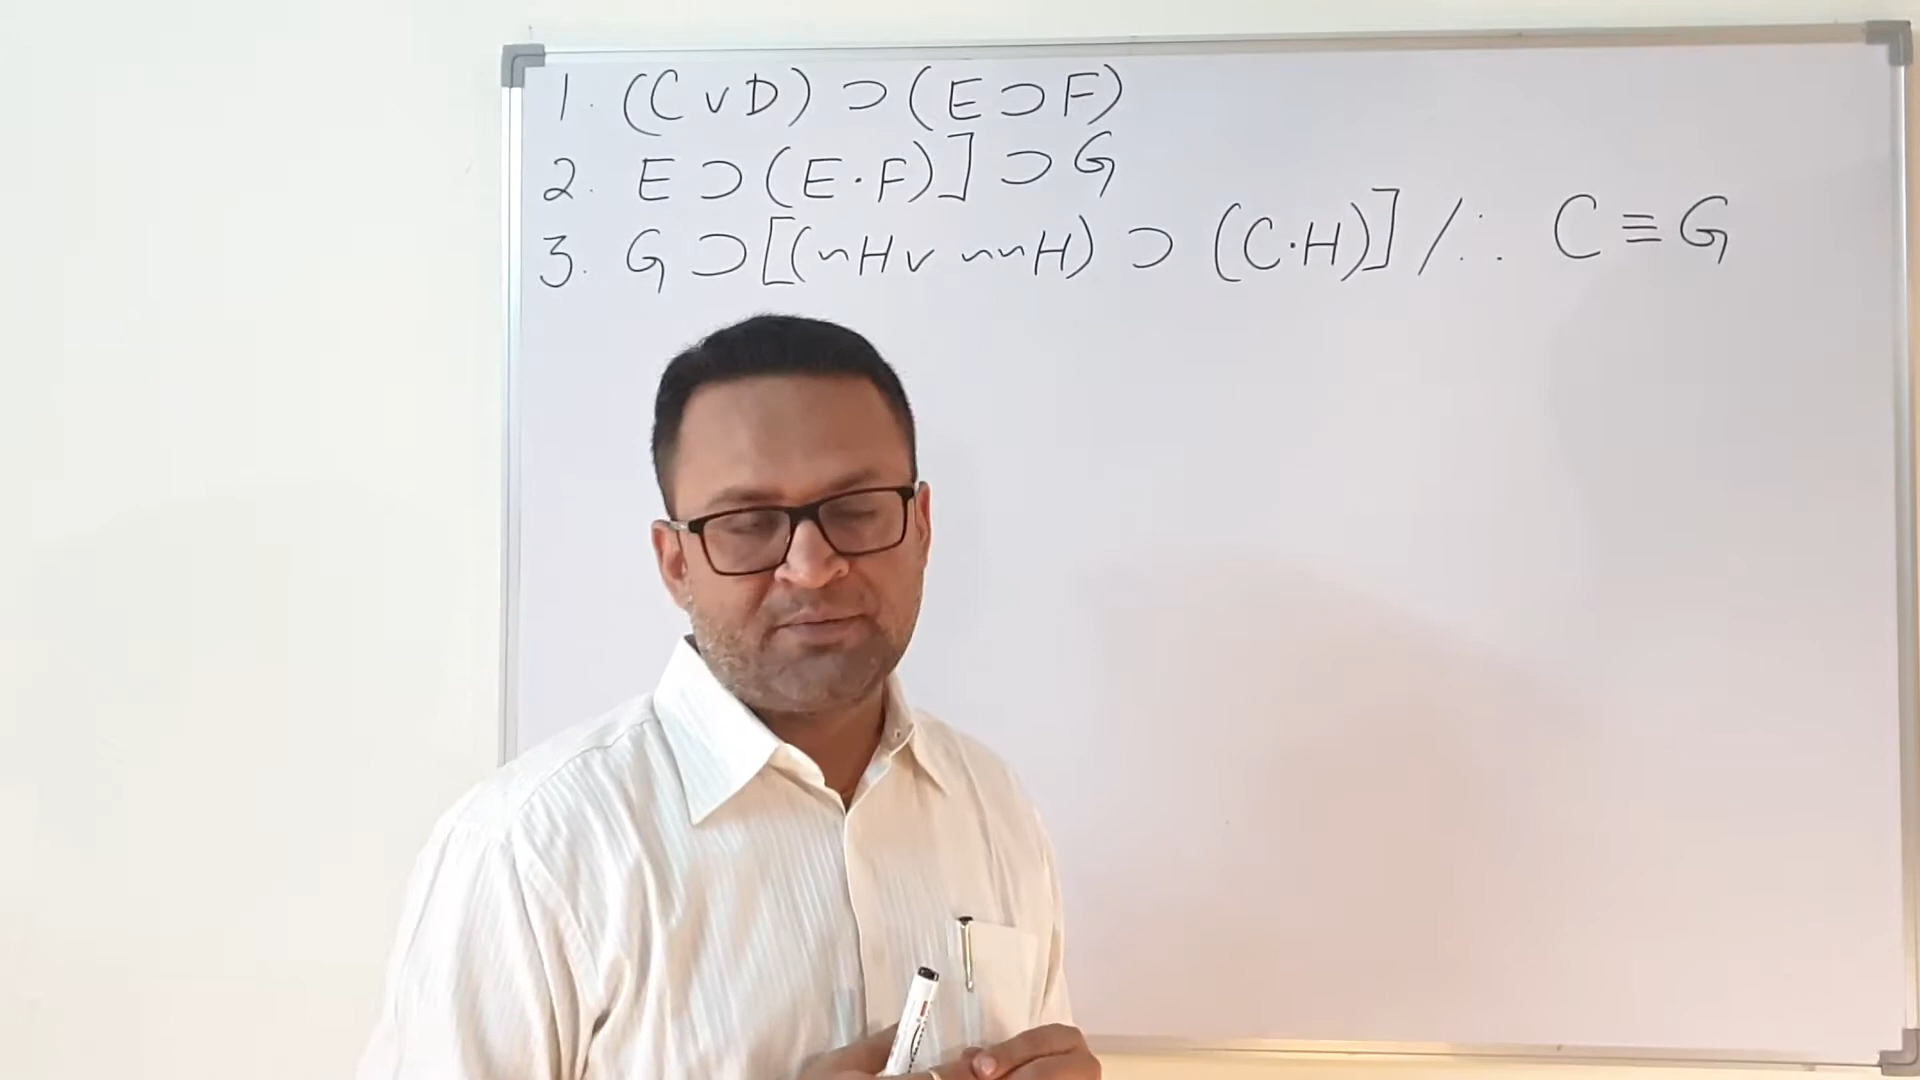 1. (C v D) ⊃ (E ⊃ F)
2. E ⊃ (E · F)] ⊃ G
3. G ⊃ [(~H v ~~H) ⊃ (C · H)] / ∴ C ≡ G